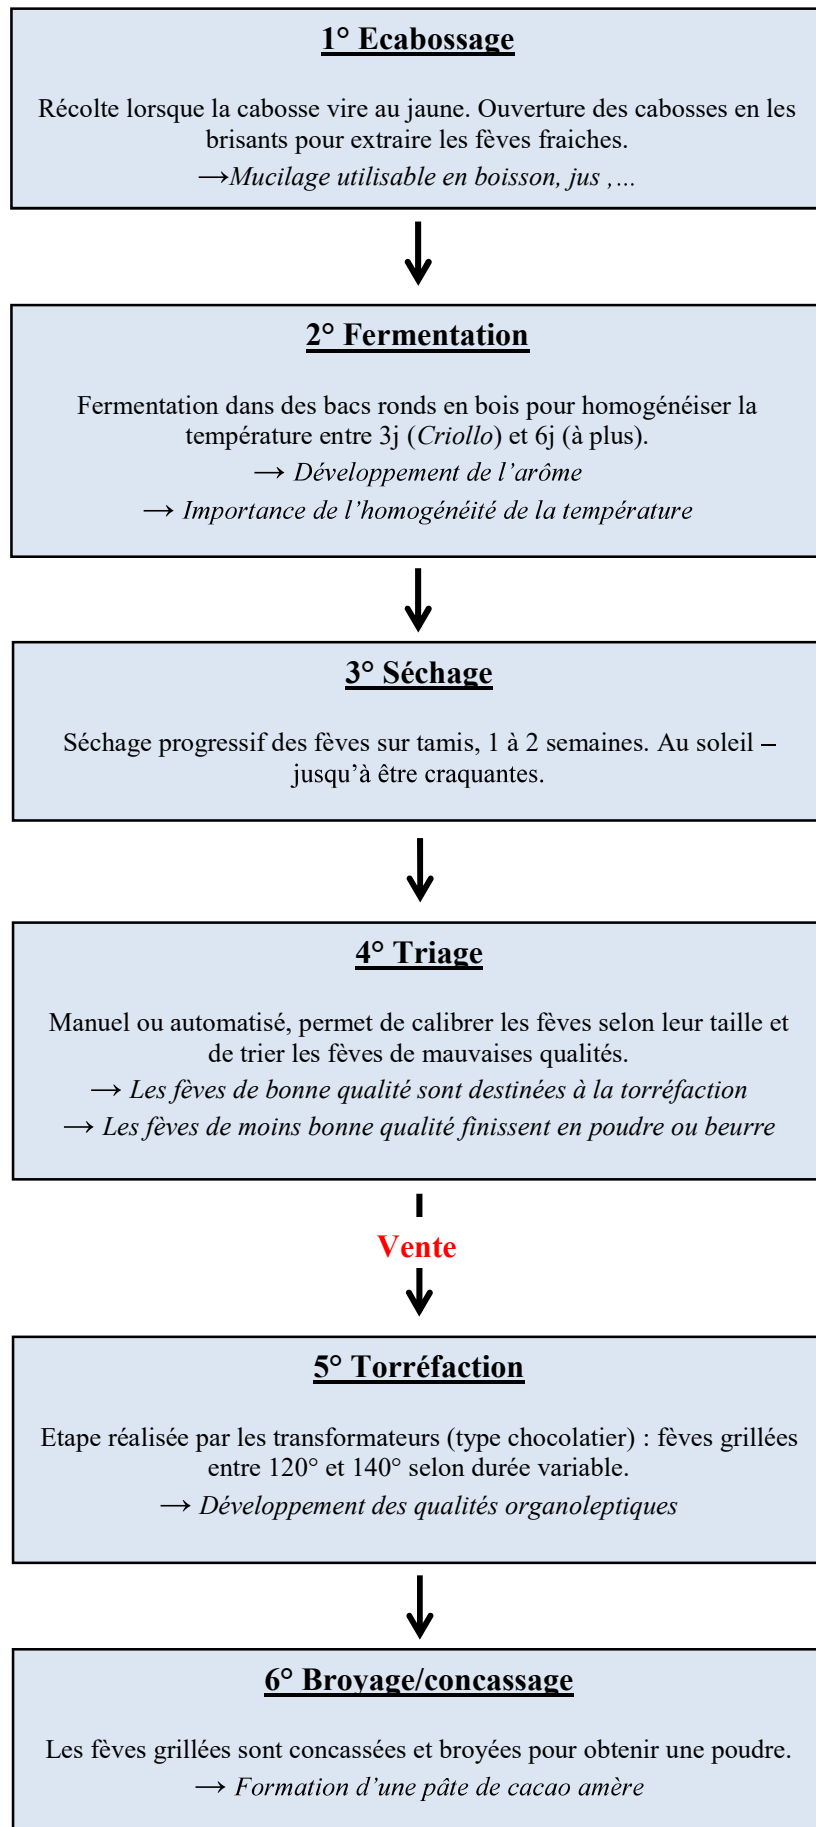 1° Ecabossage
Récolte lorsque la cabosse vire au jaune. Ouverture des cabosses en les
brisants pour extraire les fèves fraiches.
→Mucilage utilisable en boisson, jus ,…
2° Fermentation
Fermentation dans des bacs ronds en bois pour homogénéiser la
température entre 3j (Criollo) et 6j (à plus).
→ Développement de l’arôme
→ Importance de l’homogénéité de la température
3° Séchage
Séchage progressif des fèves sur tamis, 1 à 2 semaines. Au soleil –
jusqu’à être craquantes.
4° Triage
Manuel ou automatisé, permet de calibrer les fèves selon leur taille et
de trier les fèves de mauvaises qualités.
→ Les fèves de bonne qualité sont destinées à la torréfaction
→ Les fèves de moins bonne qualité finissent en poudre ou beurre
Vente
5° Torréfaction
Etape réalisée par les transformateurs (type chocolatier) : fèves grillées
entre 120° et 140° selon durée variable.
→ Développement des qualités organoleptiques
6° Broyage/concassage
Les fèves grillées sont concassées et broyées pour obtenir une poudre.
→ Formation d’une pâte de cacao amère